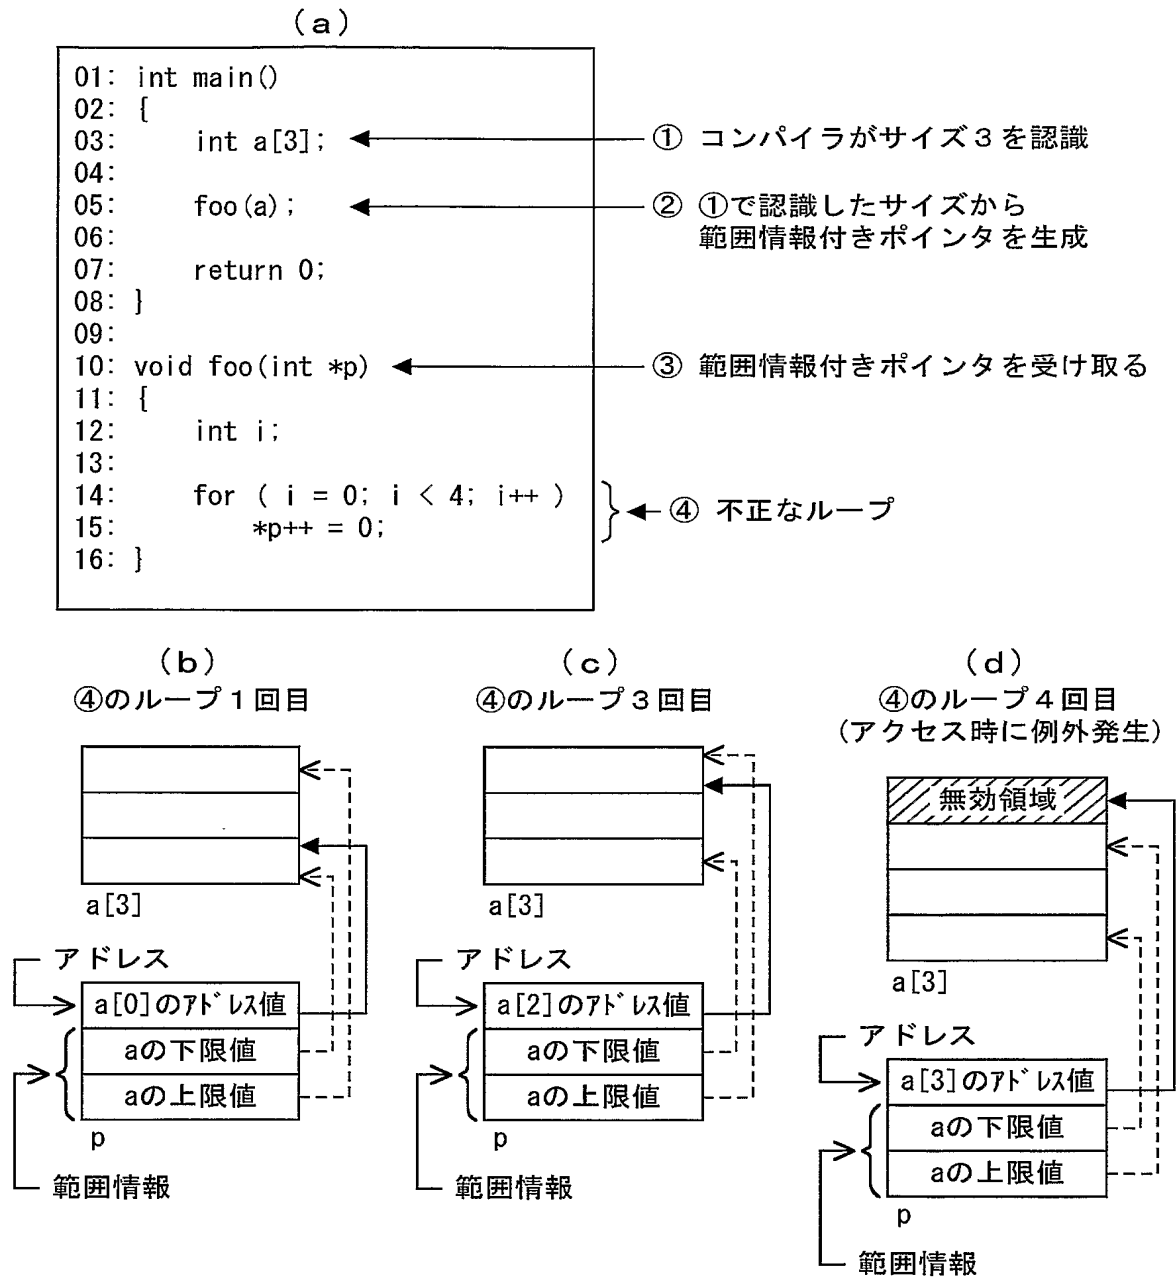 (a)
01: int main()
02: {
03:     int a[3];
① コンパイラがサイズ3を認識
04:
05:     foo(a);
② ①で認識したサイズから
範囲情報付きポインタを生成
06:
07:     return 0;
08: }
09:
10: void foo(int *p)
③ 範囲情報付きポインタを受け取る
11: {
12:     int i;
13:
14:     for ( i = 0; i < 4; i++ )
15:         *p++ = 0;
④ 不正なループ
16: }
(b)
④のループ1回目
a[3]
アドレス
a[0]のアドレス値
aの下限値
aの上限値
p
範囲情報
(c)
④のループ3回目
a[3]
アドレス
a[2]のアドレス値
aの下限値
aの上限値
p
範囲情報
(d)
④のループ4回目
(アクセス時に例外発生)
無効領域
a[3]
アドレス
a[3]のアドレス値
aの下限値
aの上限値
p
範囲情報